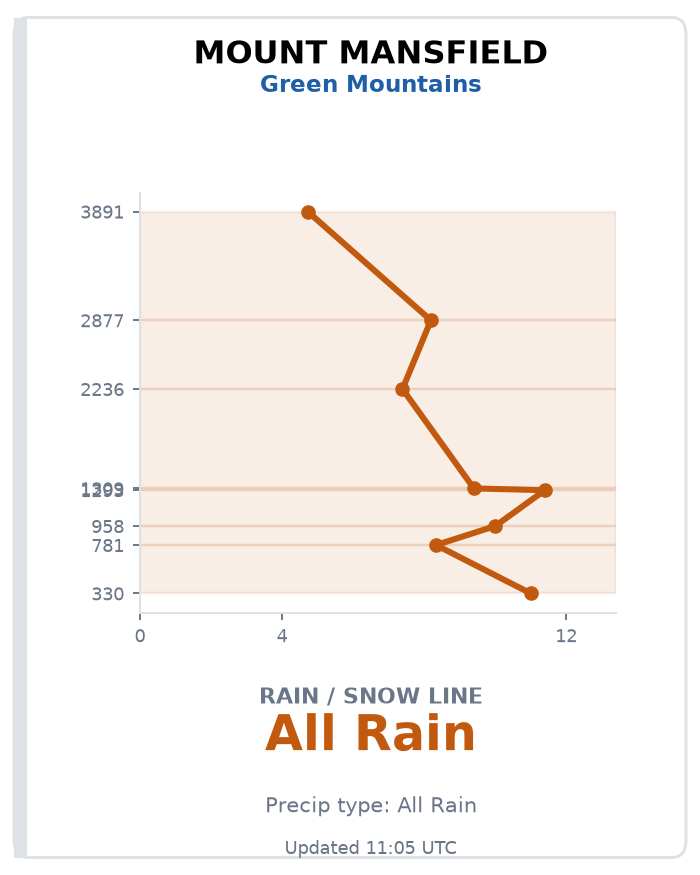 MOUNT MANSFIELD
Green Mountains
3891
2877
2236
958
781
330
0 4 12
RAIN / SNOW LINE
All Rain
Precip type: All Rain
Updated 11:05 UTC